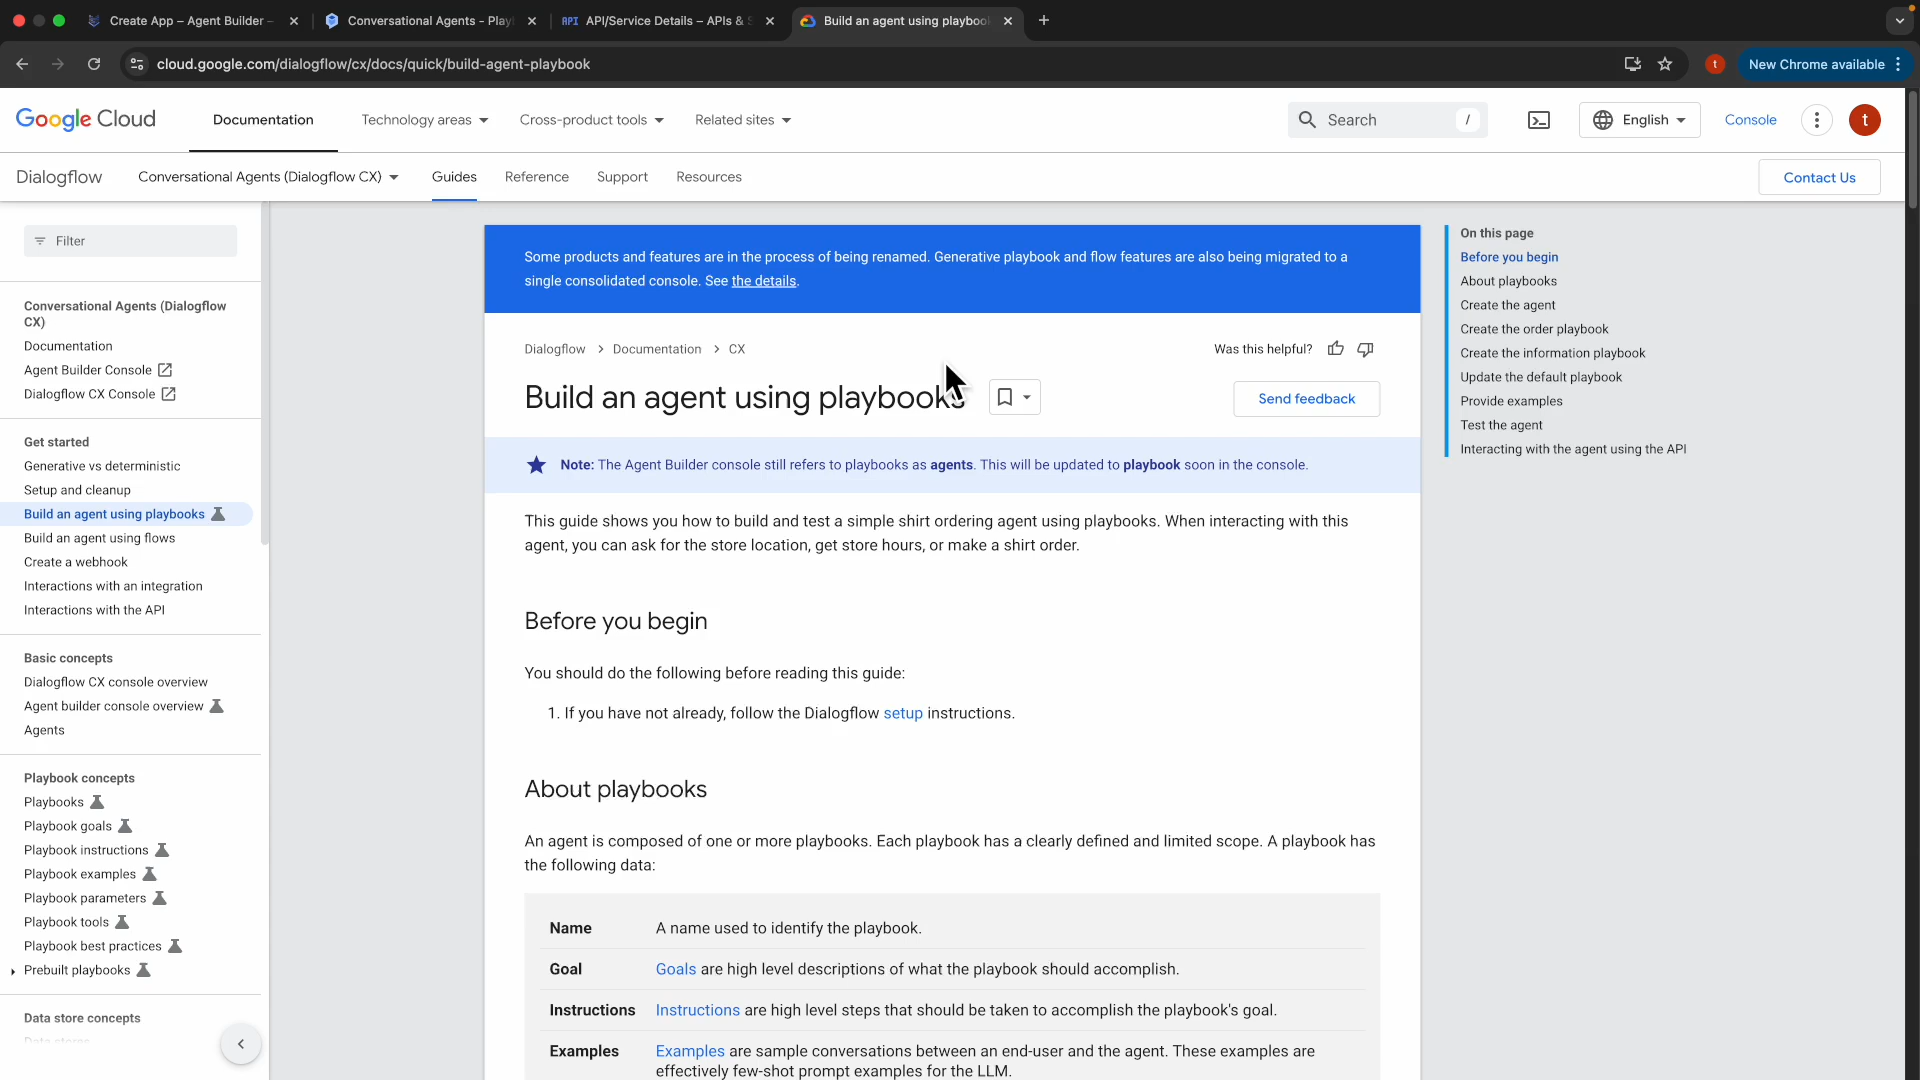 Create App – Agent Builder –
Conversational Agents - Play
API API/Service Details – APIs & S
Build an agent using playbook
cloud.google.com/dialogflow/cx/docs/quick/build-agent-playbook
t
New Chrome available
Google Cloud
Documentation
Technology areas
Cross-product tools
Related sites
Search
/
English
Console
t
Dialogflow
Conversational Agents (Dialogflow CX)
Guides
Reference
Support
Resources
Contact Us
Filter
Conversational Agents (Dialogflow
CX)
Documentation
Agent Builder Console
Dialogflow CX Console
Get started
Generative vs deterministic
Setup and cleanup
Build an agent using playbooks
Build an agent using flows
Create a webhook
Interactions with an integration
Interactions with the API
Basic concepts
Dialogflow CX console overview
Agent builder console overview
Agents
Playbook concepts
Playbooks
Playbook goals
Playbook instructions
Playbook examples
Playbook parameters
Playbook tools
Playbook best practices
Prebuilt playbooks
Data store concepts
Data stores
Some products and features are in the process of being renamed. Generative playbook and flow features are also being migrated to a
single consolidated console. See the details.
Dialogflow > Documentation > CX
Was this helpful?
Build an agent using playbooks
Send feedback
Note: The Agent Builder console still refers to playbooks as agents. This will be updated to playbook soon in the console.
This guide shows you how to build and test a simple shirt ordering agent using playbooks. When interacting with this
agent, you can ask for the store location, get store hours, or make a shirt order.
Before you begin
You should do the following before reading this guide:
1. If you have not already, follow the Dialogflow setup instructions.
About playbooks
An agent is composed of one or more playbooks. Each playbook has a clearly defined and limited scope. A playbook has
the following data:
Name A name used to identify the playbook.
Goal Goals are high level descriptions of what the playbook should accomplish.
Instructions Instructions are high level steps that should be taken to accomplish the playbook's goal.
Examples Examples are sample conversations between an end-user and the agent. These examples are
effectively few-shot prompt examples for the LLM.
On this page
Before you begin
About playbooks
Create the agent
Create the order playbook
Create the information playbook
Update the default playbook
Provide examples
Test the agent
Interacting with the agent using the API